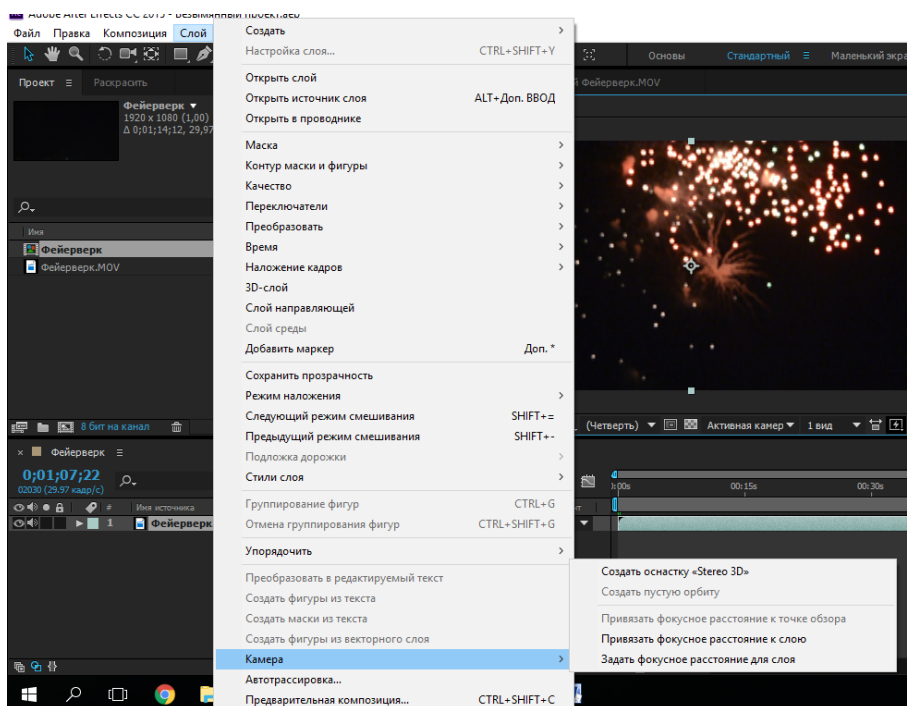 Adobe After Effects CC 2015 - Безымянный проект.aep
Файл Правка Композиция Слой
Основы Стандартный Маленький экра
Проект Раскрасить
Фейерверк
1920 x 1080 (1,00)
Δ 0;01;14;12, 29,97
Имя
Фейерверк
Фейерверк.MOV
8 бит на канал
Создать
Настройка слоя... CTRL+SHIFT+Y
Открыть слой
Открыть источник слоя ALT+Доп. ВВОД
Открыть в проводнике
Маска
Контур маски и фигуры
Качество
Переключатели
Преобразовать
Время
Наложение кадров
3D-слой
Слой направляющей
Слой среды
Добавить маркер Доп. *
Сохранить прозрачность
Режим наложения
Следующий режим смешивания SHIFT+=
Предыдущий режим смешивания SHIFT+-
Подложка дорожки
Стили слоя
Группирование фигур CTRL+G
Отмена группирования фигур CTRL+SHIFT+G
Упорядочить
Преобразовать в редактируемый текст
Создать фигуры из текста
Создать маски из текста
Создать фигуры из векторного слоя
Камера
Автотрассировка...
Предварительная композиция... CTRL+SHIFT+C
Создать оснастку «Stereo 3D»
Создать пустую орбиту
Привязать фокусное расстояние к точке обзора
Привязать фокусное расстояние к слою
Задать фокусное расстояние для слоя
й Фейерверк.MOV
(Четверть) Активная камер 1 вид
Фейерверк
0;01;07;22
02030 (29.97 кадр/с)
# Имя источника
1 Фейерверк
00s 00:15s 00:30s